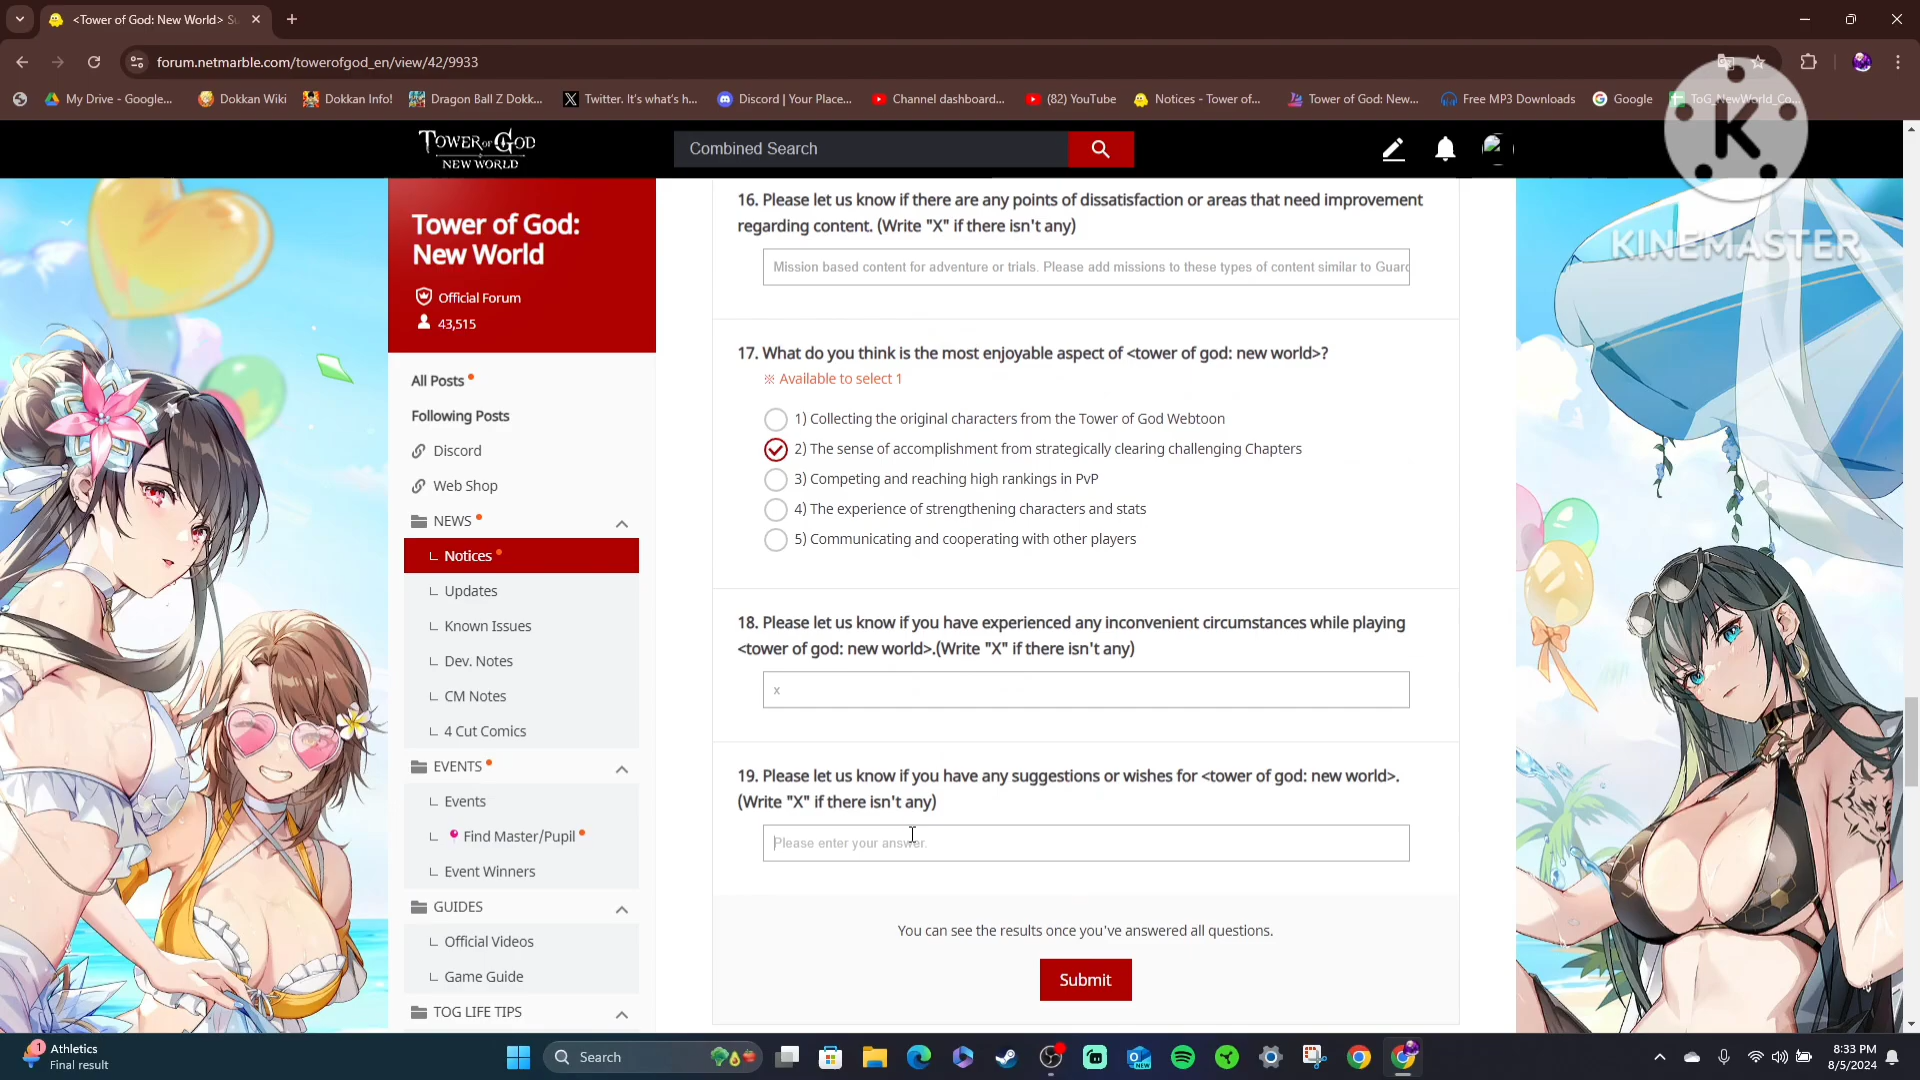 <Tower of God: New World> Su
forum.netmarble.com/towerofgod_en/view/42/9933
My Drive - Google...
Dokkan Wiki
Dokkan Info!
Dragon Ball Z Dokk...
Twitter. It's what's h...
Discord | Your Place...
Channel dashboard...
(82) YouTube
Notices - Tower of...
Tower of God: New...
Free MP3 Downloads
Google
ToG_NewWorld_Co...
TOWER OF GOD
NEW WORLD
Combined Search
K
KINEMASTER
Tower of God:
New World
Official Forum
43,515
All Posts
Following Posts
Discord
Web Shop
NEWS
Notices
Updates
Known Issues
Dev. Notes
CM Notes
4 Cut Comics
EVENTS
Events
Find Master/Pupil
Event Winners
GUIDES
Official Videos
Game Guide
TOG LIFE TIPS
16. Please let us know if there are any points of dissatisfaction or areas that need improvement
regarding content. (Write "X" if there isn't any)
Mission based content for adventure or trials. Please add missions to these types of content similar to Guard
17. What do you think is the most enjoyable aspect of <tower of god: new world>?
※ Available to select 1
1) Collecting the original characters from the Tower of God Webtoon
2) The sense of accomplishment from strategically clearing challenging Chapters
3) Competing and reaching high rankings in PvP
4) The experience of strengthening characters and stats
5) Communicating and cooperating with other players
18. Please let us know if you have experienced any inconvenient circumstances while playing
<tower of god: new world>.(Write "X" if there isn't any)
x
19. Please let us know if you have any suggestions or wishes for <tower of god: new world>.
(Write "X" if there isn't any)
Please enter your answer.
You can see the results once you've answered all questions.
Submit
1
Athletics
Final result
Search
NEW
8:33 PM
8/5/2024